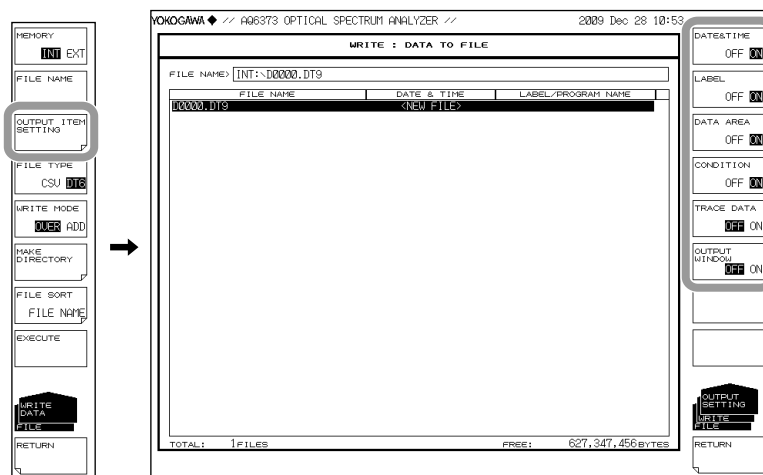 MEMORY
INT EXT
FILE NAME
OUTPUT ITEM
SETTING
FILE TYPE
CSV DT6
WRITE MODE
OVER ADD
MAKE
DIRECTORY
FILE SORT
FILE NAME
EXECUTE
WRITE
DATA
FILE
RETURN
YOKOGAWA ◆ // AQ6373 OPTICAL SPECTRUM ANALYZER // 2009 Dec 28 10:53
WRITE : DATA TO FILE
FILE NAME> INT:\D0000.DT9
FILE NAME DATE & TIME LABEL/PROGRAM NAME
D0000.DT9 <NEW FILE>
TOTAL: 1FILES FREE: 627,347,456BYTES
DATE&TIME
OFF ON
LABEL
OFF ON
DATA AREA
OFF ON
CONDITION
OFF ON
TRACE DATA
OFF ON
OUTPUT
WINDOW
OFF ON
OUTPUT
SETTING
WRITE
FILE
RETURN